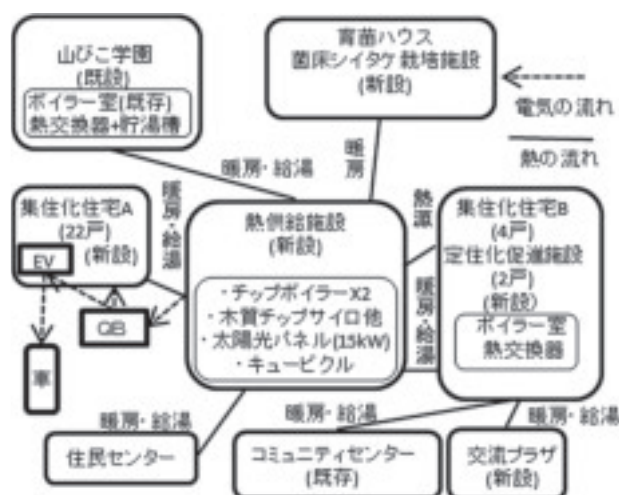 山びこ学園
(既設)
ボイラー室(既存)
熱交換器+貯湯槽
育苗ハウス
菌床シイタケ栽培施設
(新設)
電気の流れ
熱の流れ
暖房・給湯
暖房
集住化住宅A
(22戸)
(新設)
EV
QB
車
暖房・給湯
熱供給施設
(新設)
・チップボイラーX2
・木質チップサイロ他
・太陽光パネル(15kW)
・キュービクル
熱源
暖房・給湯
集住化住宅B
(4戸)
定住化促進施設
(2戸)
(新設)
ボイラー室
熱交換器
暖房・給湯
暖房・給湯
暖房・給湯
住民センター
コミュニティセンター
(既存)
交流プラザ
(新設)